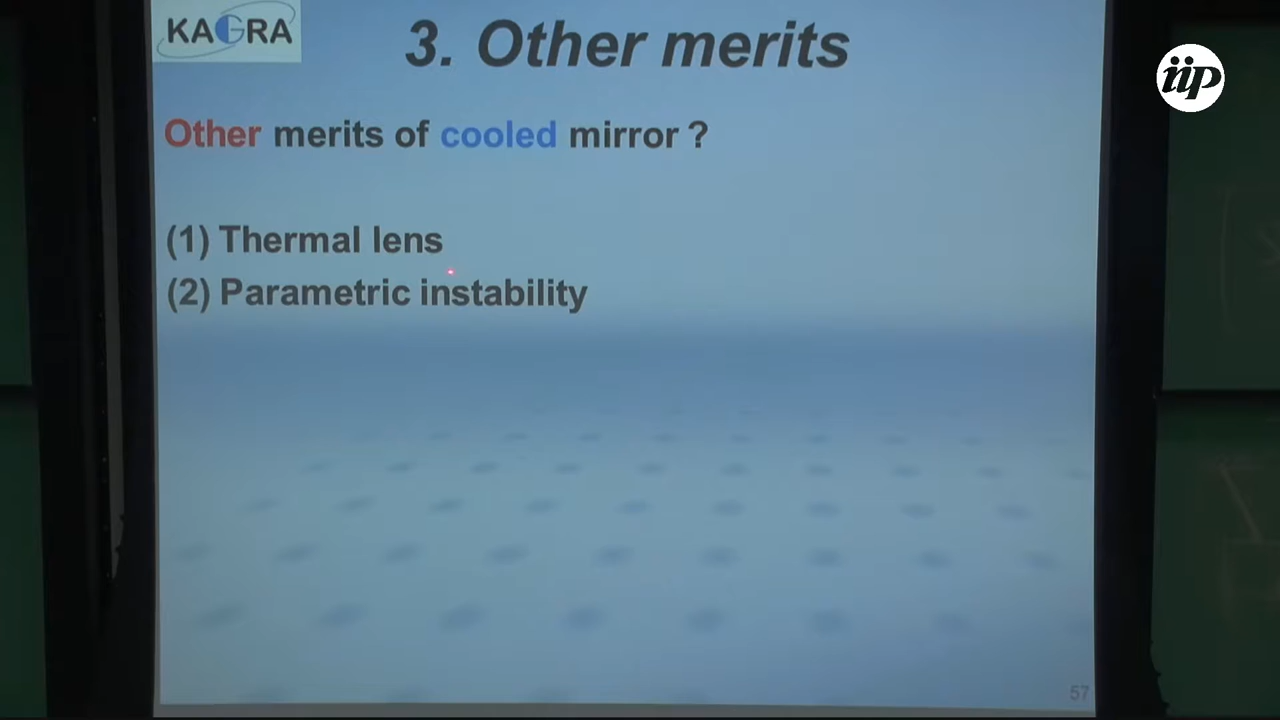 KAGRA
3. Other merits
iip
Other merits of cooled mirror ?
(1) Thermal lens
(2) Parametric instability
57